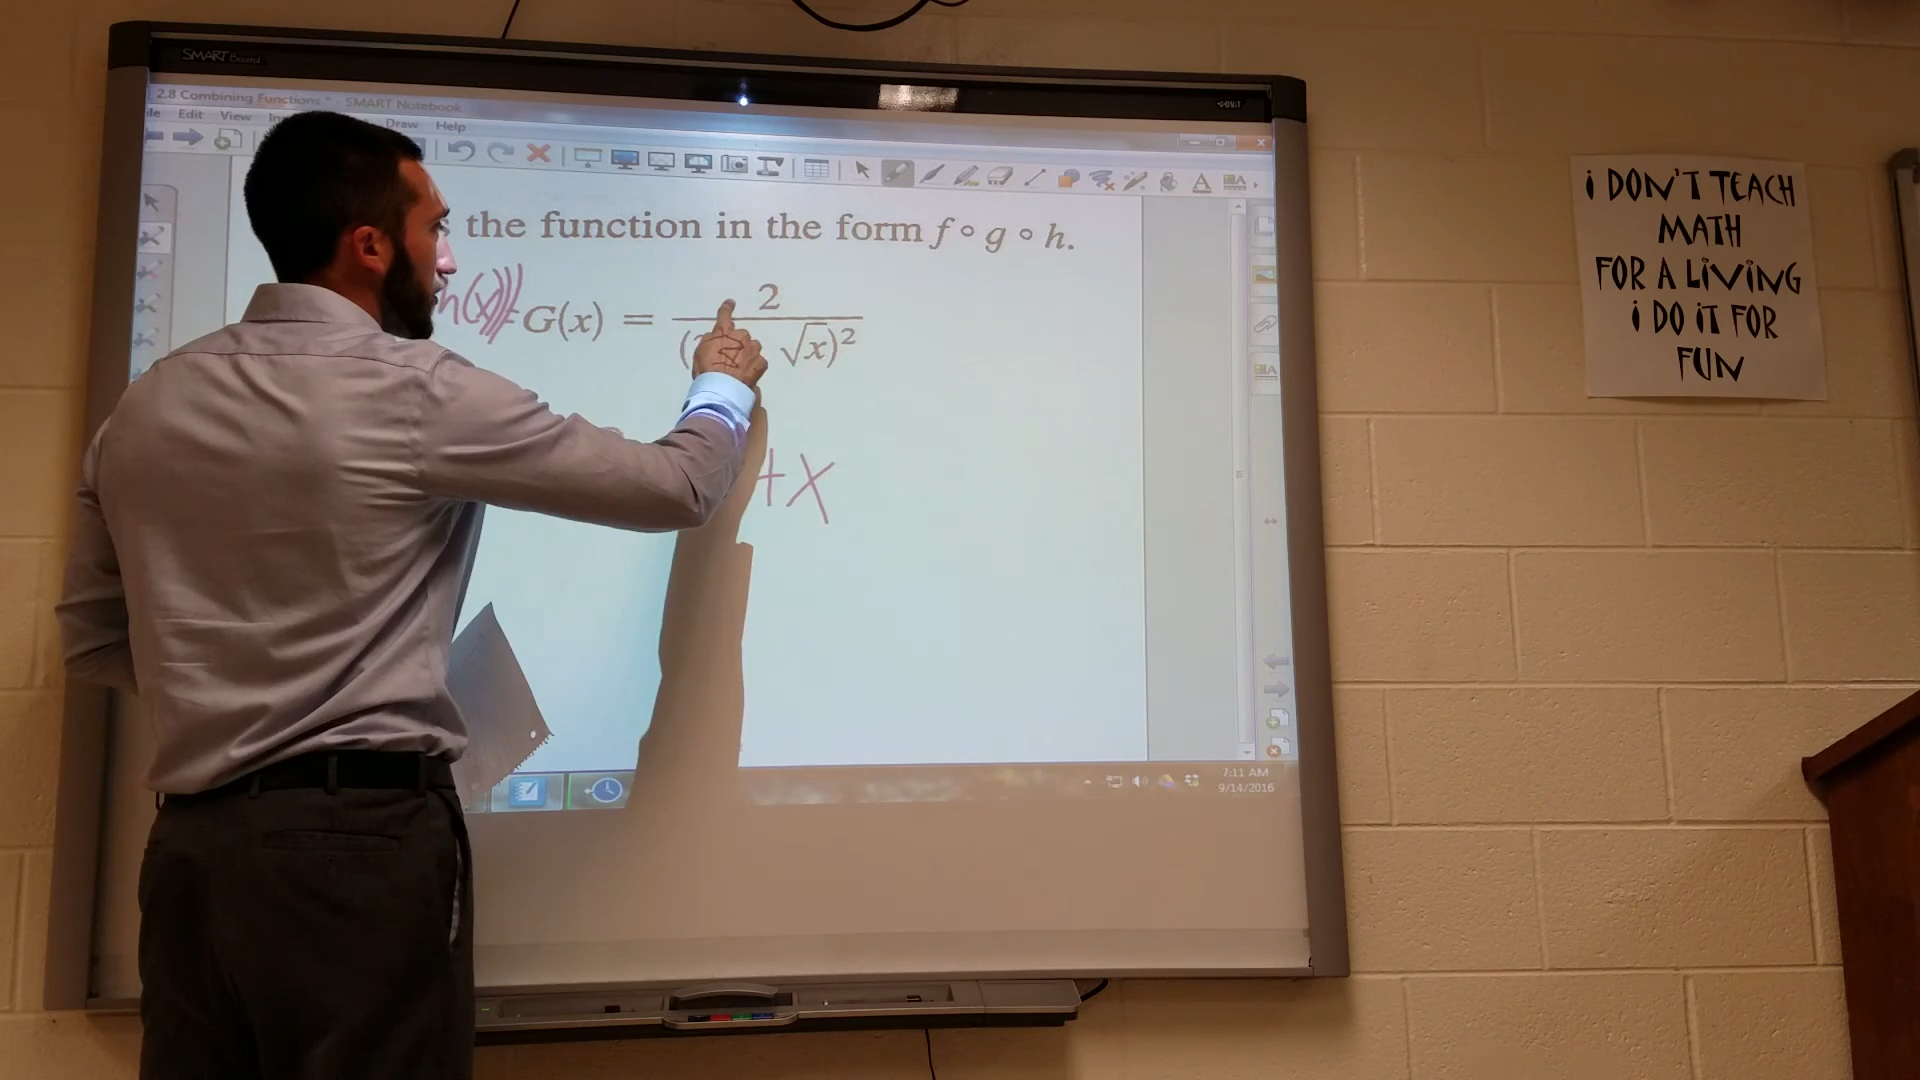 SMART Board
2.8 Combining Functions * - SMART Notebook
Edit View Draw Help
the function in the form f ∘ g ∘ h.
h(x))) = G(x) = 2
( √x)²
+ x
7:11 AM
9/14/2016
i DON'T TEACH
MATH
FOR A LiViNG
i DO iT FOR
FUN